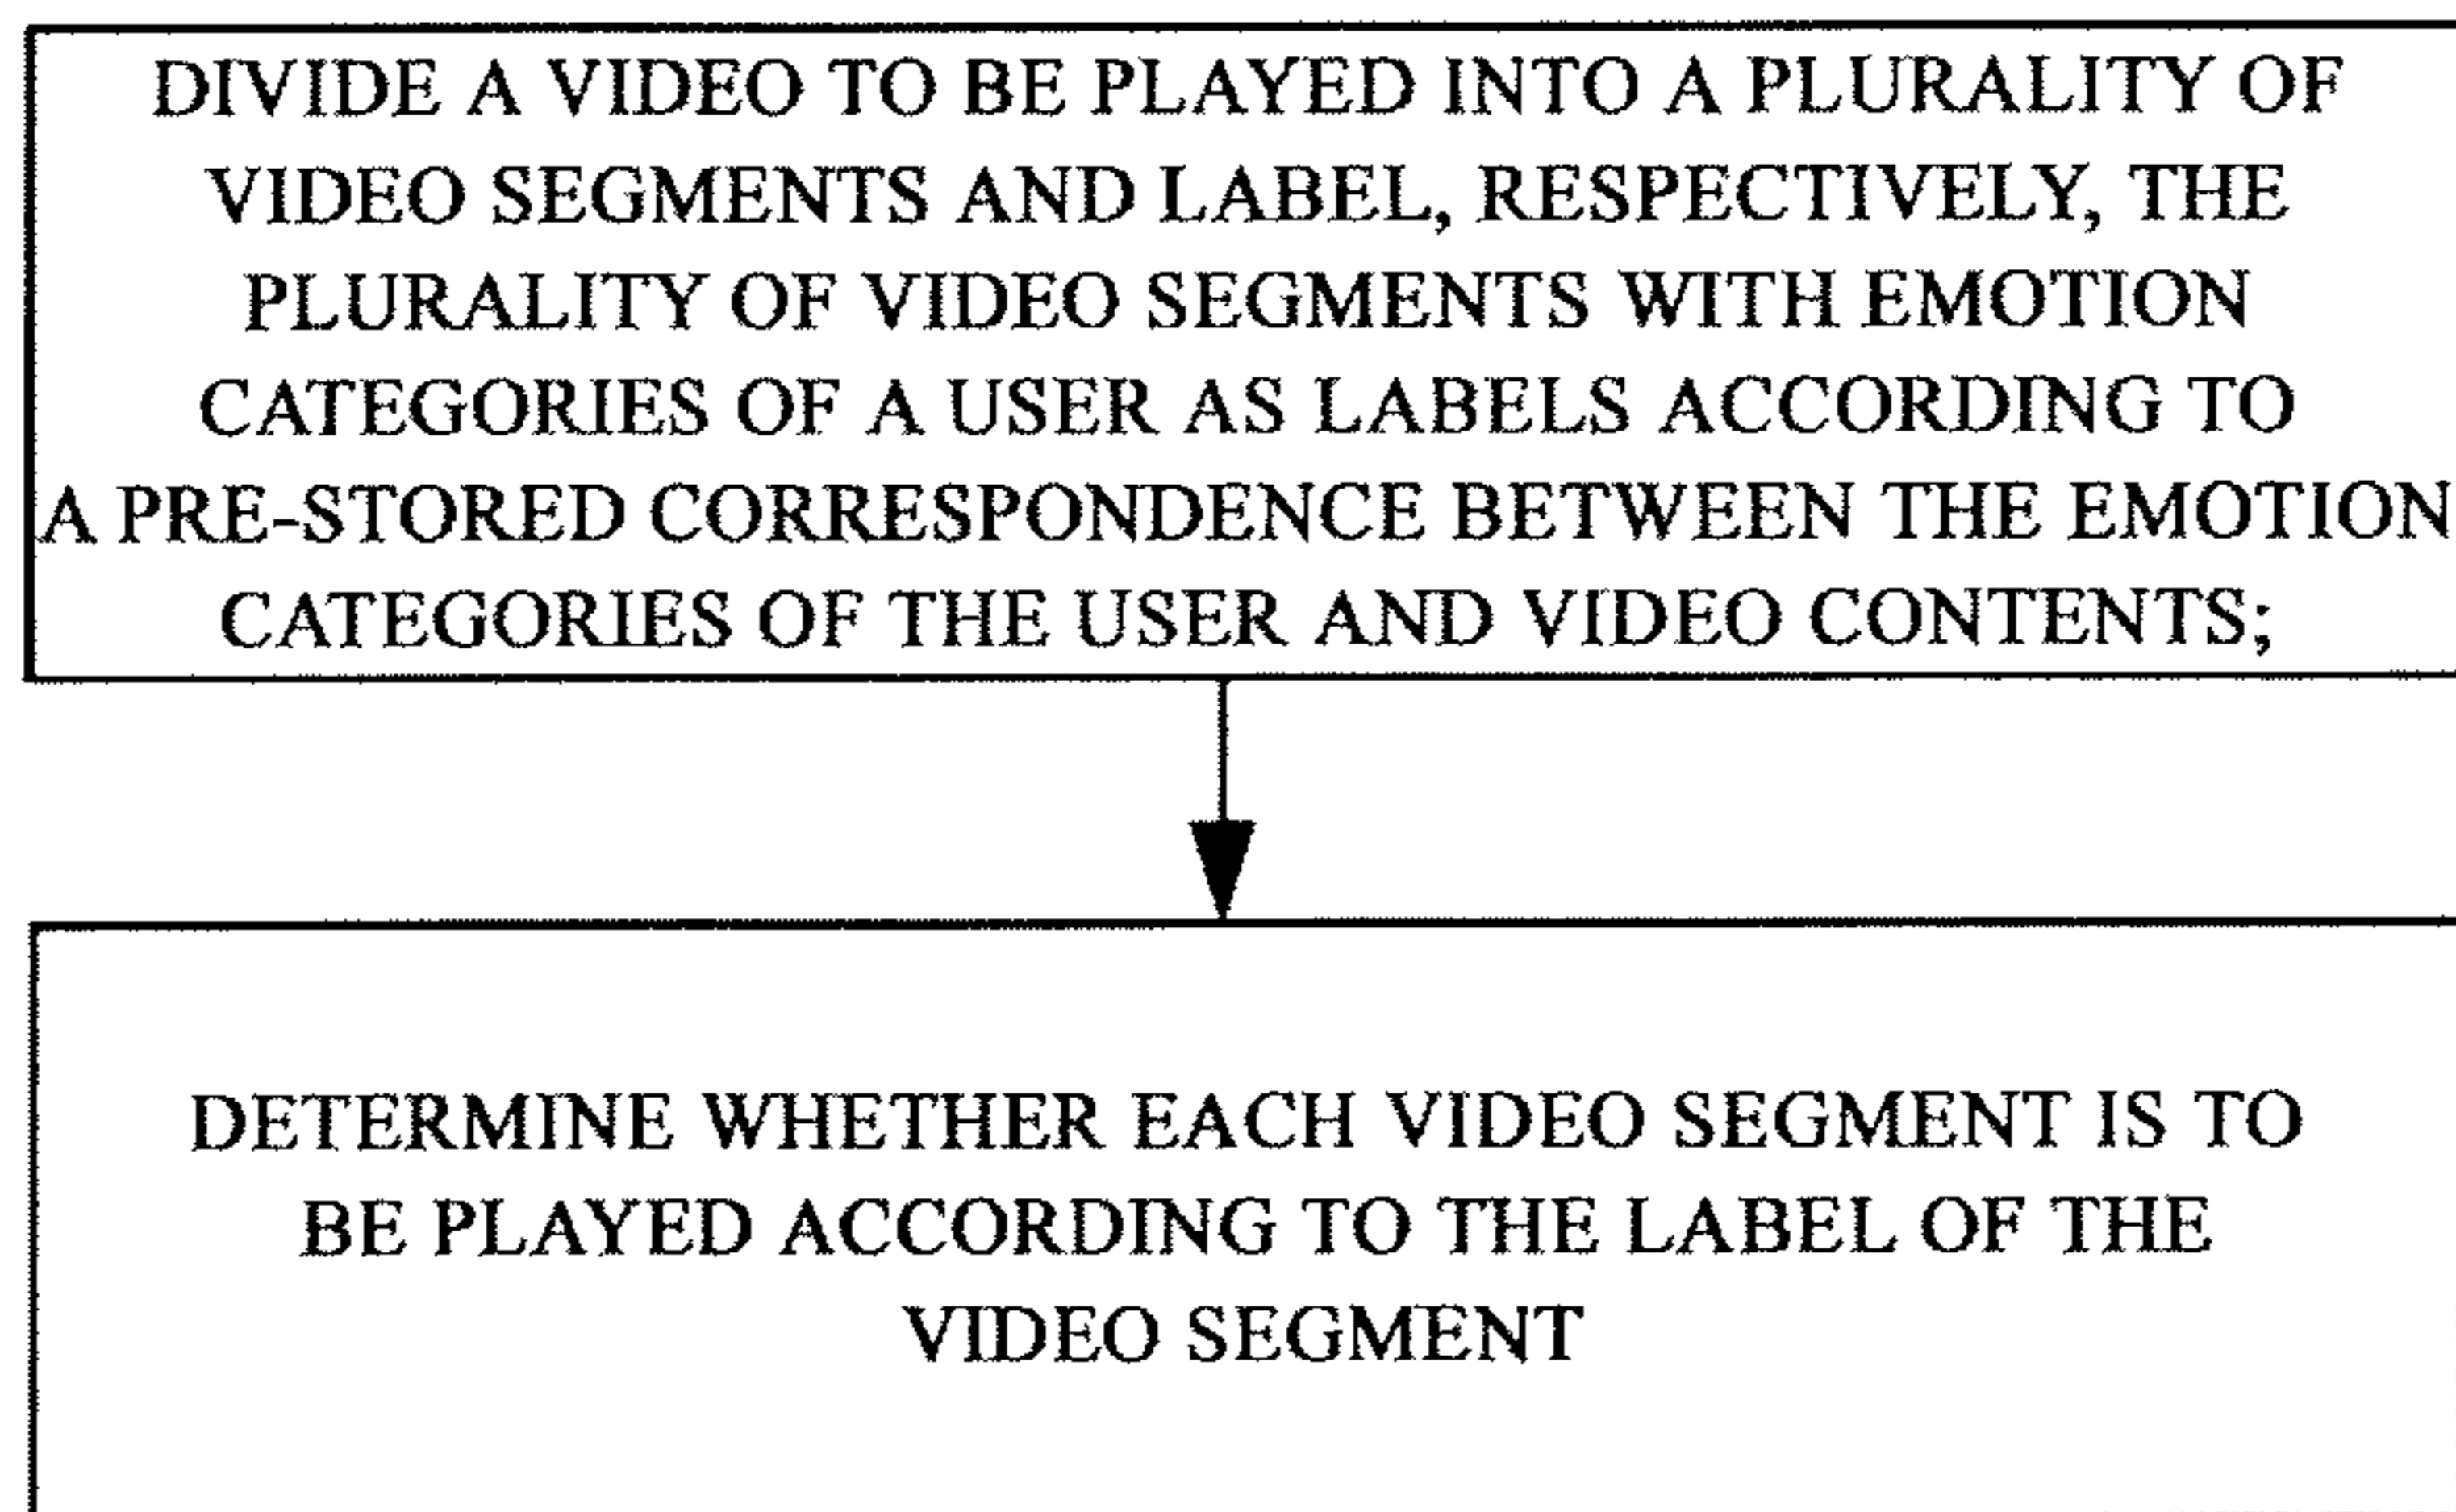 DIVIDE A VIDEO TO BE PLAYED INTO A PLURALITY OF
VIDEO SEGMENTS AND LABEL, RESPECTIVELY, THE
PLURALITY OF VIDEO SEGMENTS WITH EMOTION
CATEGORIES OF A USER AS LABELS ACCORDING TO
A PRE-STORED CORRESPONDENCE BETWEEN THE EMOTION
CATEGORIES OF THE USER AND VIDEO CONTENTS;
DETERMINE WHETHER EACH VIDEO SEGMENT IS TO
BE PLAYED ACCORDING TO THE LABEL OF THE
VIDEO SEGMENT